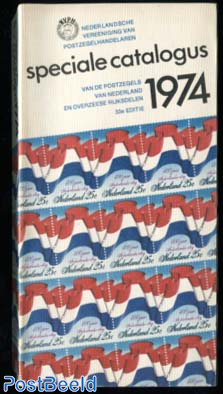 NVPH
NEDERLANDSCHE
VEREENIGING VAN
POSTZEGELHANDELAREN
speciale catalogus
VAN DE POSTZEGELS
VAN NEDERLAND
EN OVERZEESE RIJKSDELEN
33e EDITIE
1974
Nederland 25c
Nederland 25c
Nederland 25c
Nederland 25c
PostBeeld